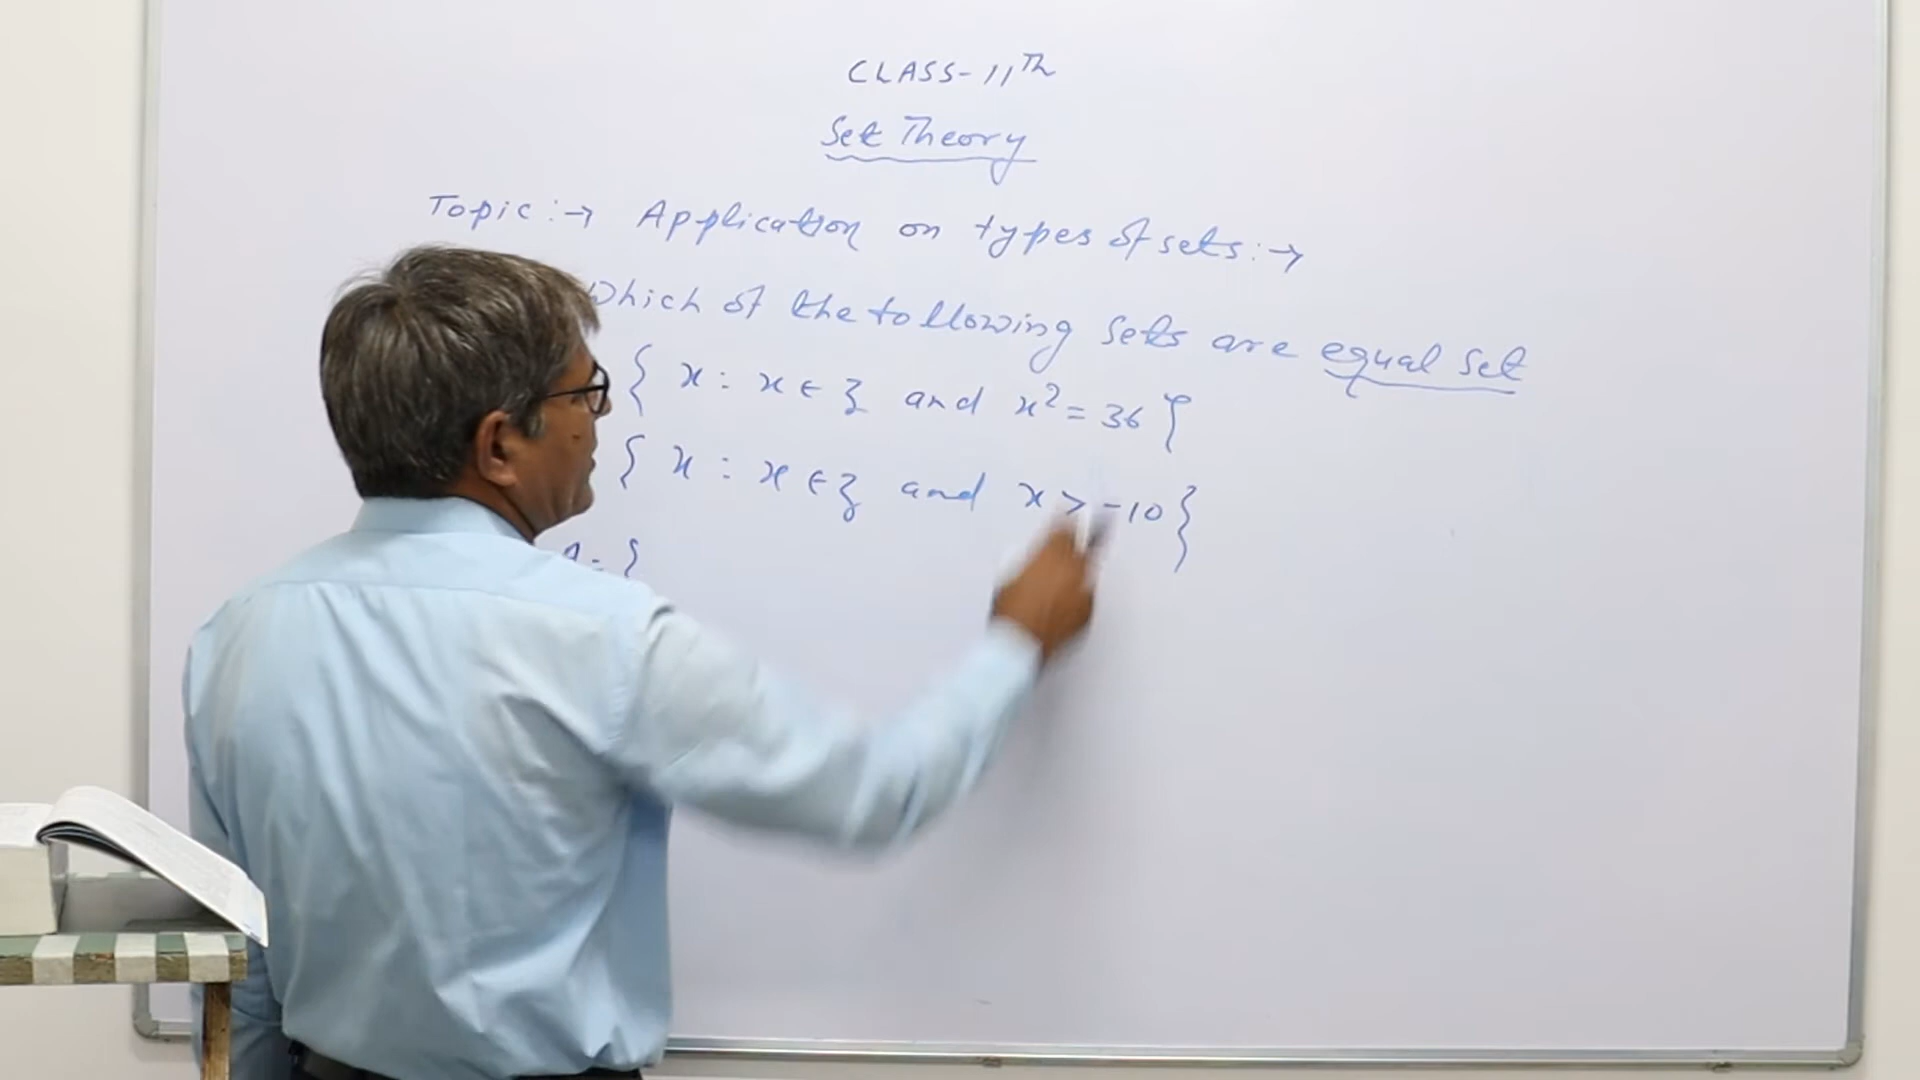 CLASS-11Th
Set Theory
Topic:→ Application on types of sets:→
Which of the following Sets are equal Set
{ x : x ∈ z and x² = 36 }
{ x : x ∈ z and x > -10 }
A = {